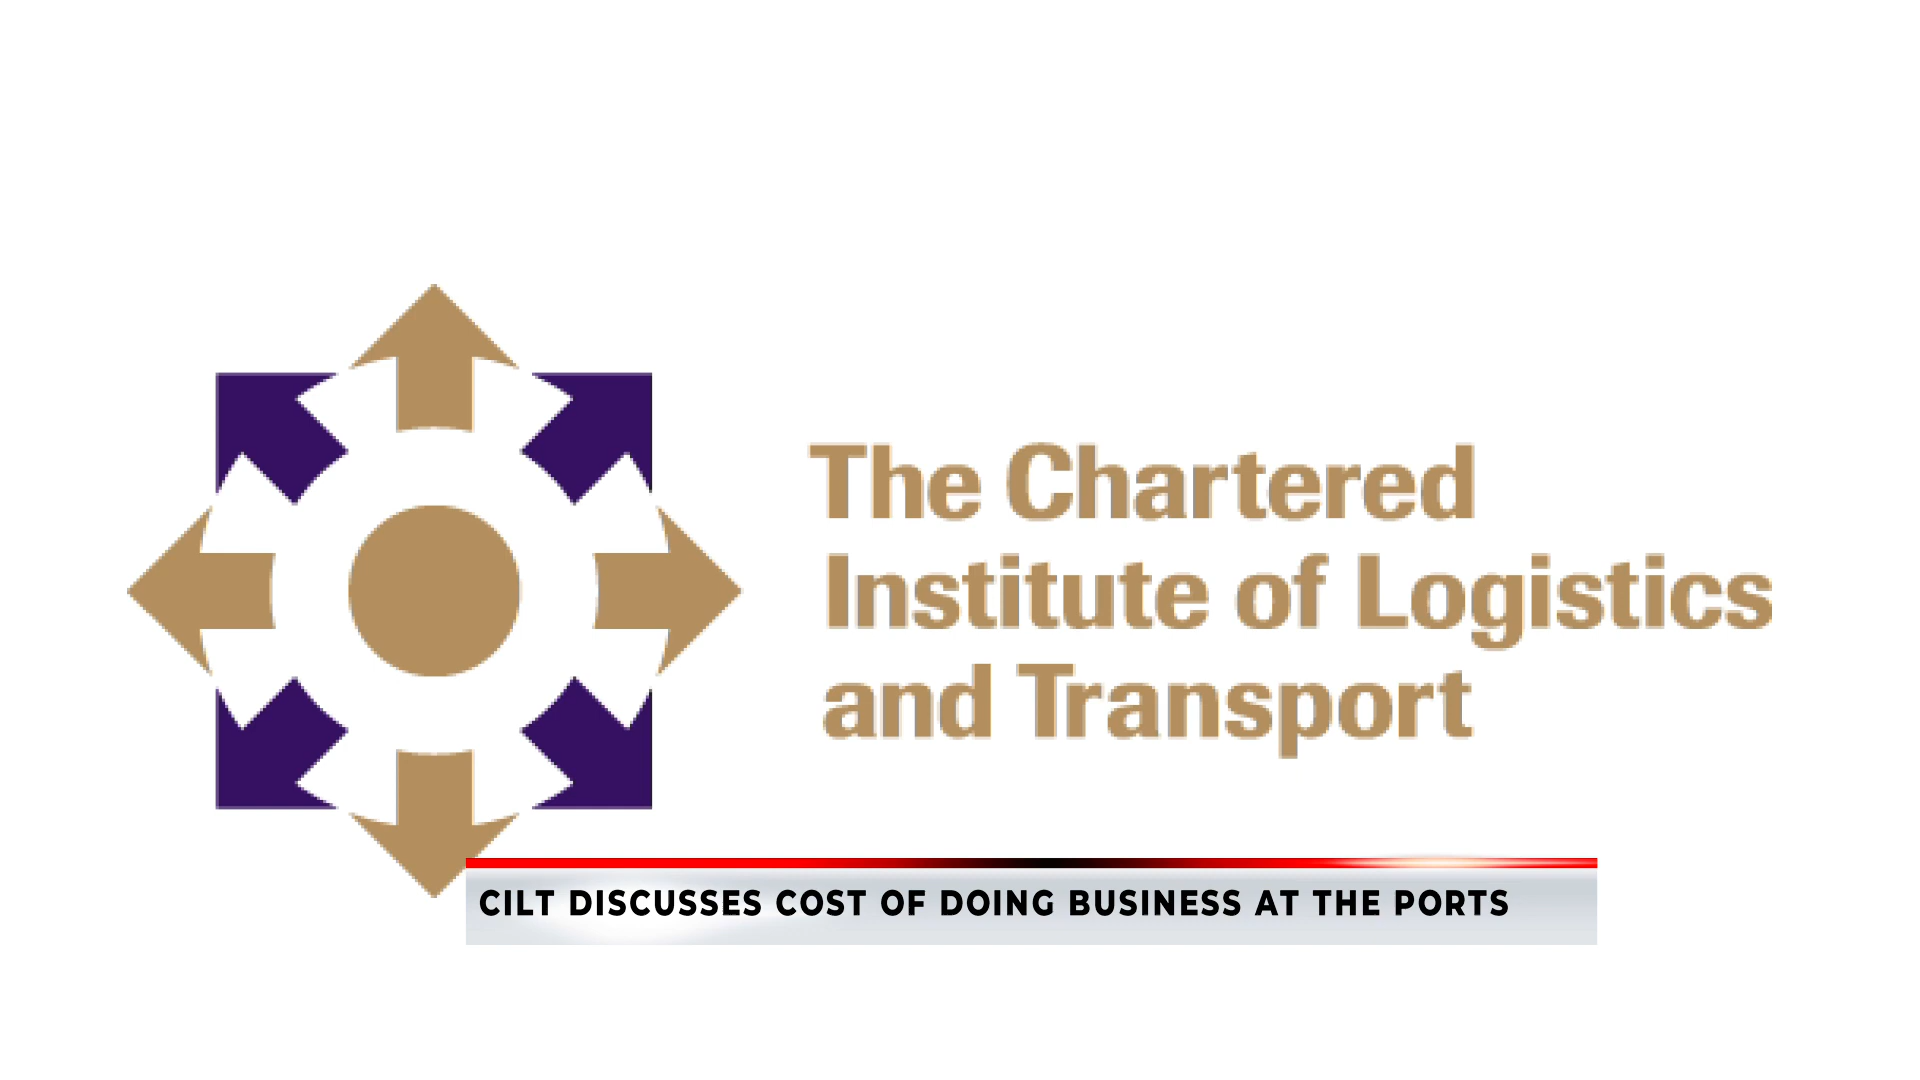 The Chartered
Institute of Logistics
and Transport
CILT DISCUSSES COST OF DOING BUSINESS AT THE PORTS